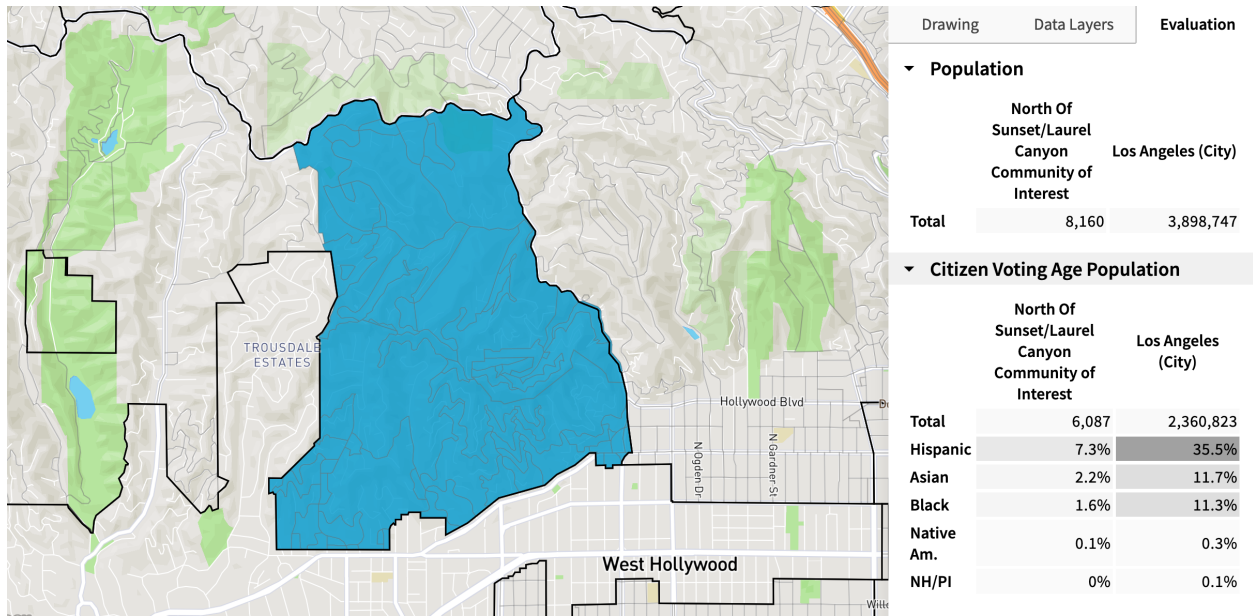 Drawing Data Layers Evaluation
Population
North Of
Sunset/Laurel
Canyon
Community of
Interest
Los Angeles (City)
Total 8,160 3,898,747
Citizen Voting Age Population
North Of
Sunset/Laurel
Canyon
Community of
Interest
Los Angeles
(City)
Total 6,087 2,360,823
Hispanic 7.3% 35.5%
Asian 2.2% 11.7%
Black 1.6% 11.3%
Native
Am. 0.1% 0.3%
NH/PI 0% 0.1%
TROUSDALE
ESTATES
Hollywood Blvd
N Ogden Dr
N Gardner St
West Hollywood